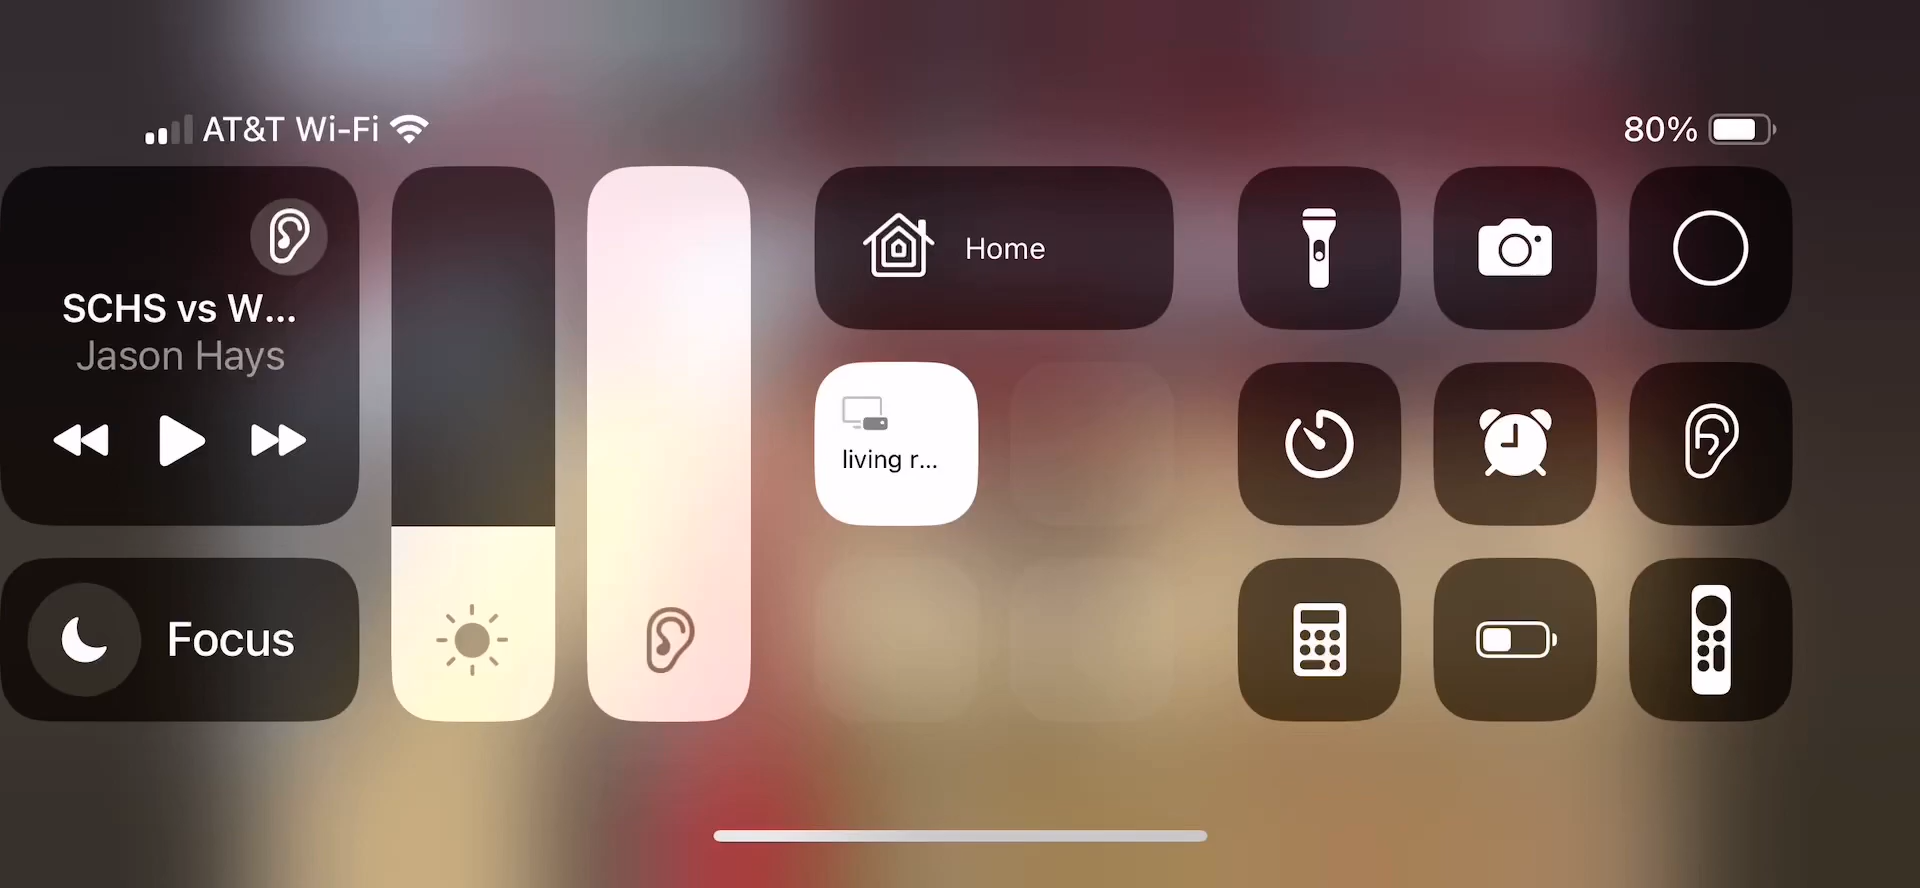 AT&T Wi-Fi
80%
SCHS vs W...
Jason Hays
Focus
Home
living r...